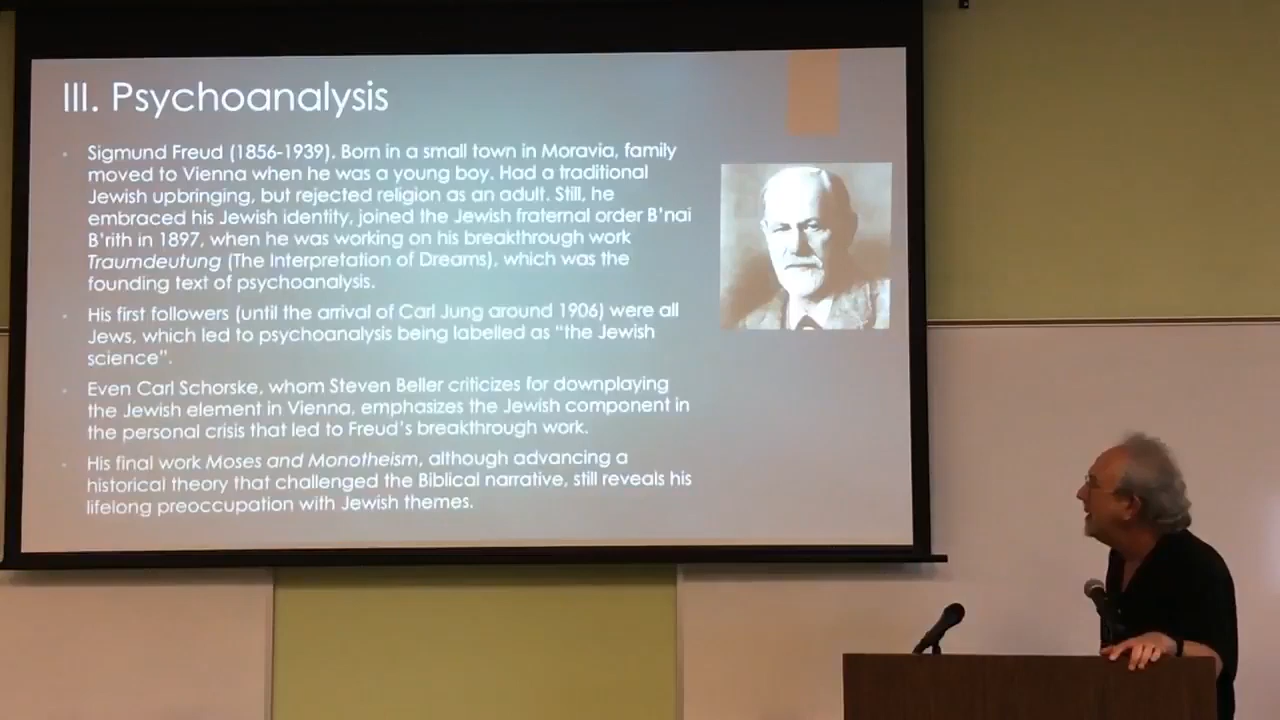 III. Psychoanalysis
Sigmund Freud (1856-1939). Born in a small town in Moravia, family
moved to Vienna when he was a young boy. Had a traditional
Jewish upbringing, but rejected religion as an adult. Still, he
embraced his Jewish identity, joined the Jewish fraternal order B'nai
B'rith in 1897, when he was working on his breakthrough work
Traumdeutung (The Interpretation of Dreams), which was the
founding text of psychoanalysis.
His first followers (until the arrival of Carl Jung around 1906) were all
Jews, which led to psychoanalysis being labelled as "the Jewish
science".
Even Carl Schorske, whom Steven Beller criticizes for downplaying
the Jewish element in Vienna, emphasizes the Jewish component in
the personal crisis that led to Freud's breakthrough work.
His final work Moses and Monotheism, although advancing a
historical theory that challenged the Biblical narrative, still reveals his
lifelong preoccupation with Jewish themes.